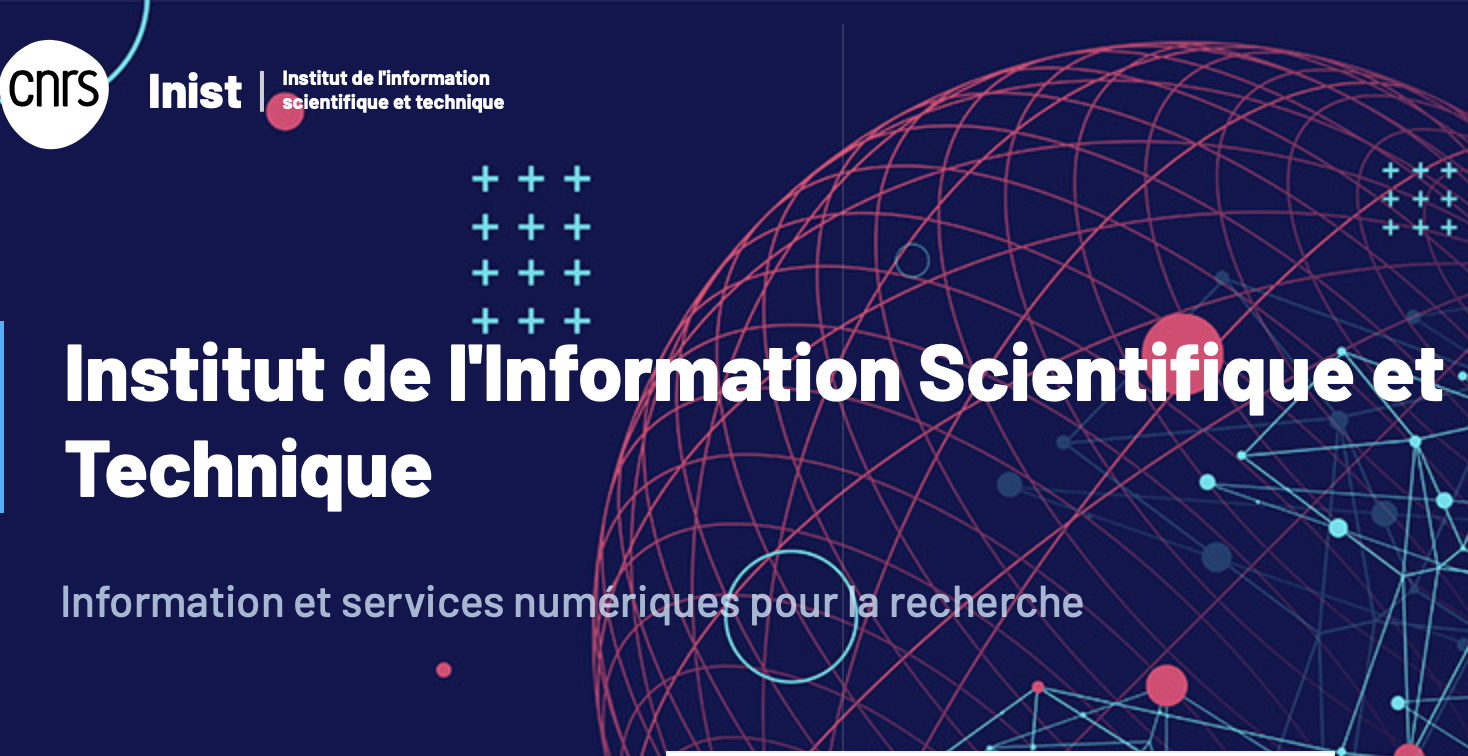 cnrs
Inist
Institut de l'information
scientifique et technique
Institut de l'Information Scientifique et
Technique
Information et services numériques pour la recherche